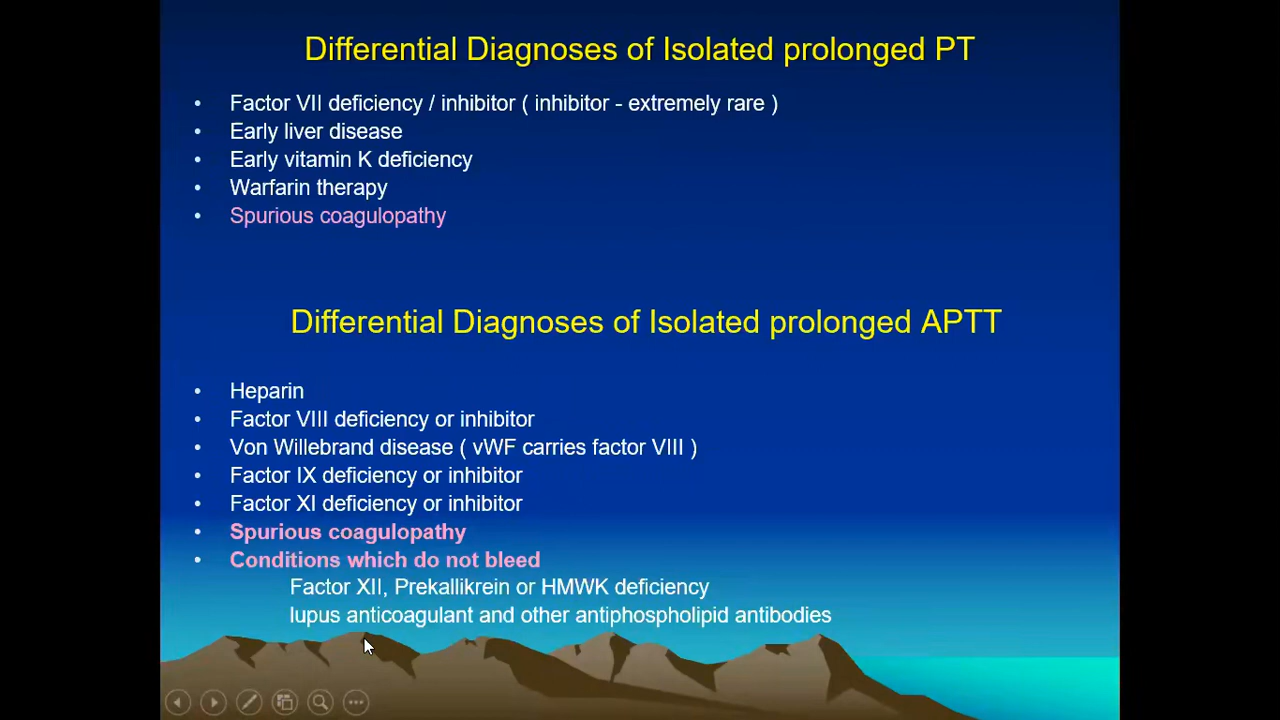 Differential Diagnoses of Isolated prolonged PT
• Factor VII deficiency / inhibitor ( inhibitor - extremely rare )
• Early liver disease
• Early vitamin K deficiency
• Warfarin therapy
• Spurious coagulopathy
Differential Diagnoses of Isolated prolonged APTT
• Heparin
• Factor VIII deficiency or inhibitor
• Von Willebrand disease ( vWF carries factor VIII )
• Factor IX deficiency or inhibitor
• Factor XI deficiency or inhibitor
• Spurious coagulopathy
• Conditions which do not bleed
Factor XII, Prekallikrein or HMWK deficiency
lupus anticoagulant and other antiphospholipid antibodies